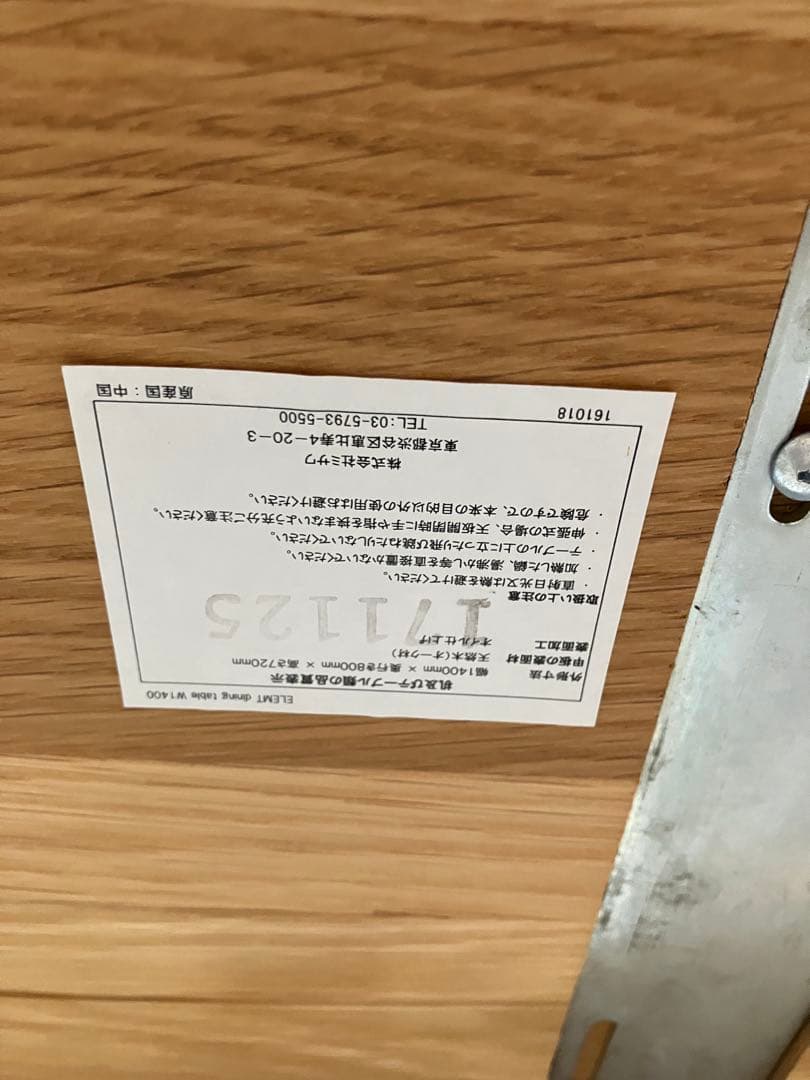 ELEMT dining table W1400
机及びテーブル類の品質表示
外形寸法 幅1400mm × 奥行き800mm × 高さ720mm
甲板の表面材 天然木(オーク材)
表面加工 オイル仕上げ
171125
取扱い上の注意
・ 直射日光又は熱を避けてください。
・ 加熱した鍋、湯沸かし等を直接置かないでください。
・ テーブルの上に立ったり飛び跳ねたりしないでください。
・ 伸張式の場合、天板開閉時に手や指を挟まないよう充分ご注意ください。
・ 危険ですので、本来の目的以外の使用はお避けください。
株式会社ミサワ
東京都渋谷区恵比寿4-20-3
TEL:03-5793-5500
161018 原産国：中国